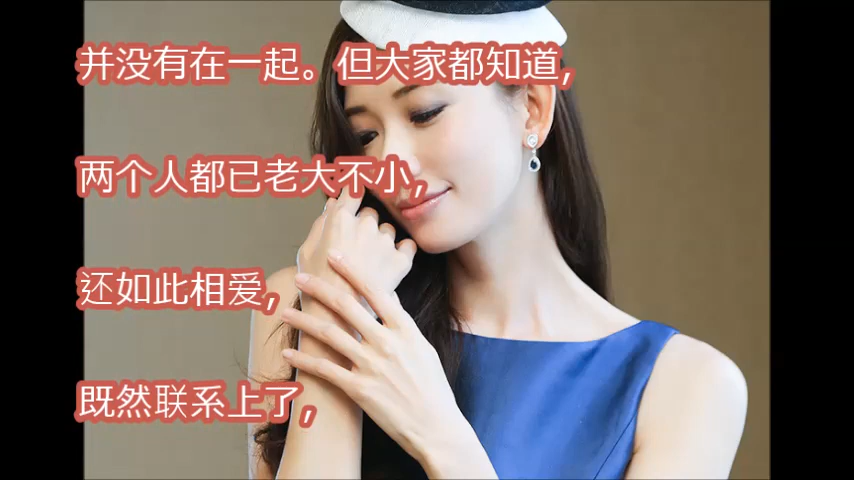 并没有在一起。但大家都知道，
两个人都已老大不小，
还如此相爱，
既然联系上了，